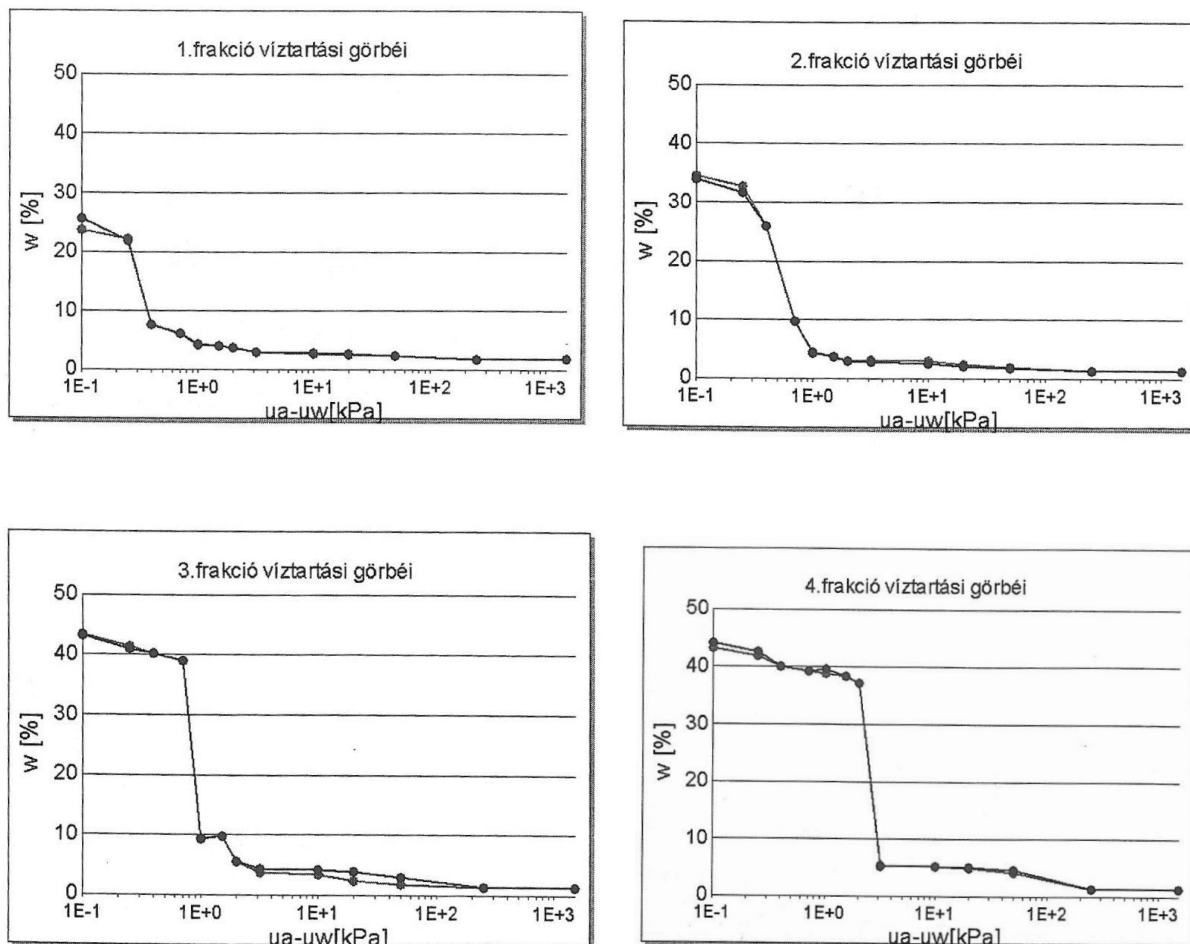 1.frakció víztartási görbéi
50
40
30
20
10
0
w [%]
1E-1
1E+0
1E+1
1E+2
1E+3
ua-uw[kPa]
2.frakció víztartási görbéi
50
40
30
20
10
0
w [%]
1E-1
1E+0
1E+1
1E+2
1E+3
ua-uw[kPa]
3.frakció víztartási görbéi
50
40
30
20
10
0
w [%]
1E-1
1E+0
1E+1
1E+2
1E+3
ua-uw[kPa]
4.frakció víztartási görbéi
50
40
30
20
10
0
w [%]
1E-1
1E+0
1E+1
1E+2
1E+3
ua-uw[kPa]